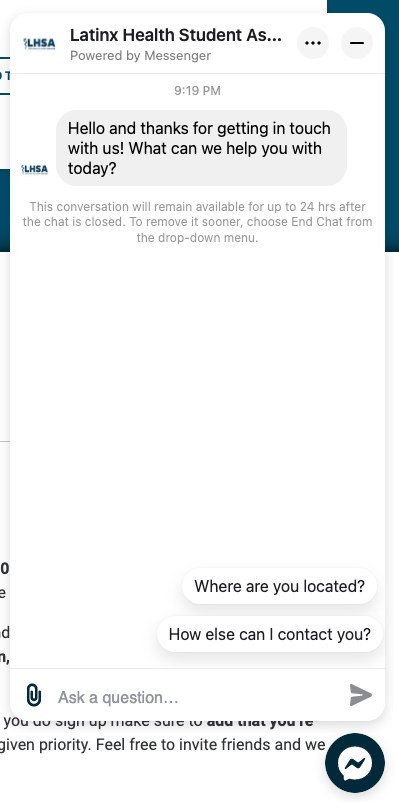 LHSA
Latinx Health Student As...
Powered by Messenger
9:19 PM
Hello and thanks for getting in touch
with us! What can we help you with
today?
LHSA
This conversation will remain available for up to 24 hrs after
the chat is closed. To remove it sooner, choose End Chat from
the drop-down menu.
Where are you located?
How else can I contact you?
Ask a question...
you do sign up make sure to add that you're
given priority. Feel free to invite friends and we